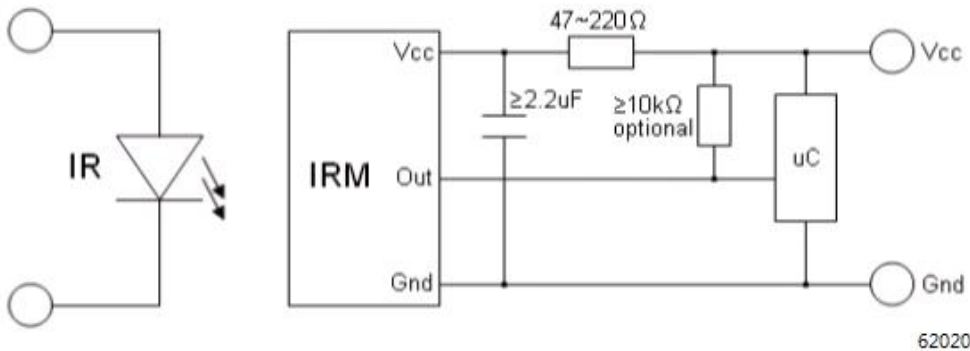 47~220Ω
Vcc
Vcc
≥2.2uF
≥10kΩ
optional
IR
IRM
Out
uC
Gnd
Gnd
62020